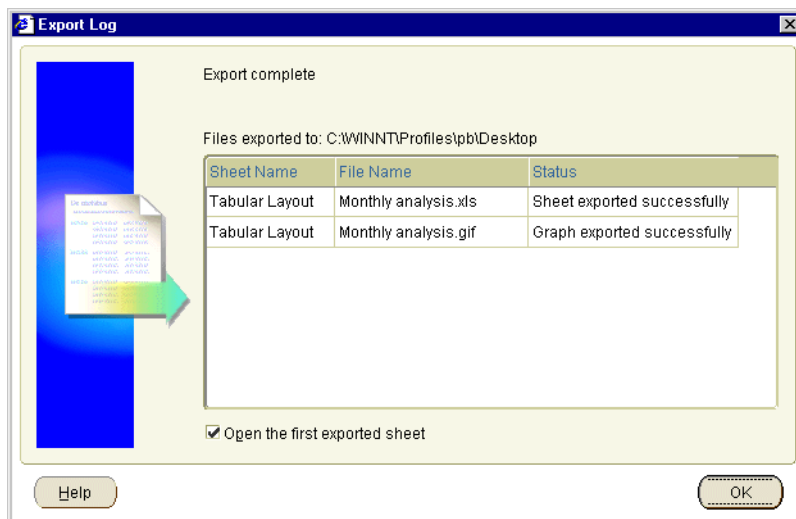 Export Log
Export complete
Files exported to: C:\WINNT\Profiles\pb\Desktop
Sheet Name File Name Status
Tabular Layout Monthly analysis.xls Sheet exported successfully
Tabular Layout Monthly analysis.gif Graph exported successfully
Open the first exported sheet
Help OK